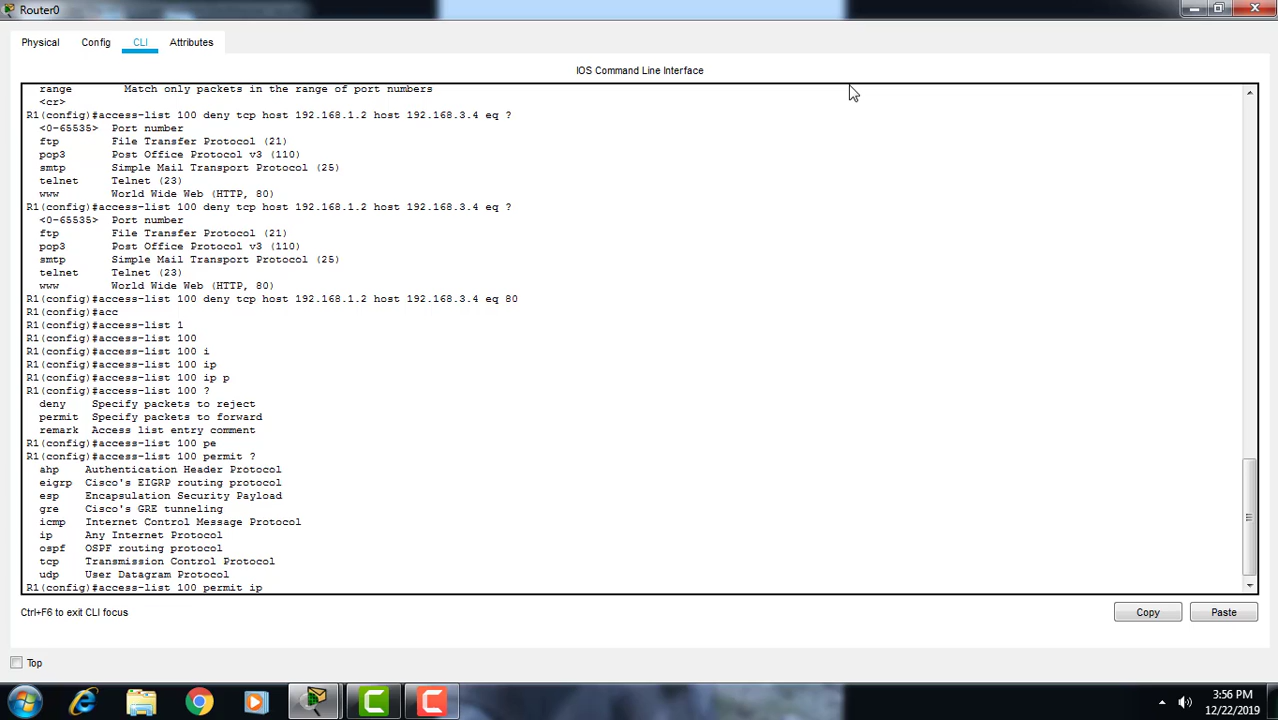 Router0
Physical Config CLI Attributes
IOS Command Line Interface
range Match only packets in the range of port numbers
<cr>
R1(config)#access-list 100 deny tcp host 192.168.1.2 host 192.168.3.4 eq ?
<0-65535> Port number
ftp File Transfer Protocol (21)
pop3 Post Office Protocol v3 (110)
smtp Simple Mail Transport Protocol (25)
telnet Telnet (23)
www World Wide Web (HTTP, 80)
R1(config)#access-list 100 deny tcp host 192.168.1.2 host 192.168.3.4 eq ?
<0-65535> Port number
ftp File Transfer Protocol (21)
pop3 Post Office Protocol v3 (110)
smtp Simple Mail Transport Protocol (25)
telnet Telnet (23)
www World Wide Web (HTTP, 80)
R1(config)#access-list 100 deny tcp host 192.168.1.2 host 192.168.3.4 eq 80
R1(config)#acc
R1(config)#access-list 1
R1(config)#access-list 100
R1(config)#access-list 100 i
R1(config)#access-list 100 ip
R1(config)#access-list 100 ip p
R1(config)#access-list 100 ?
deny Specify packets to reject
permit Specify packets to forward
remark Access list entry comment
R1(config)#access-list 100 pe
R1(config)#access-list 100 permit ?
ahp Authentication Header Protocol
eigrp Cisco's EIGRP routing protocol
esp Encapsulation Security Payload
gre Cisco's GRE tunneling
icmp Internet Control Message Protocol
ip Any Internet Protocol
ospf OSPF routing protocol
tcp Transmission Control Protocol
udp User Datagram Protocol
R1(config)#access-list 100 permit ip
Ctrl+F6 to exit CLI focus
Copy Paste
Top
3:56 PM
12/22/2019